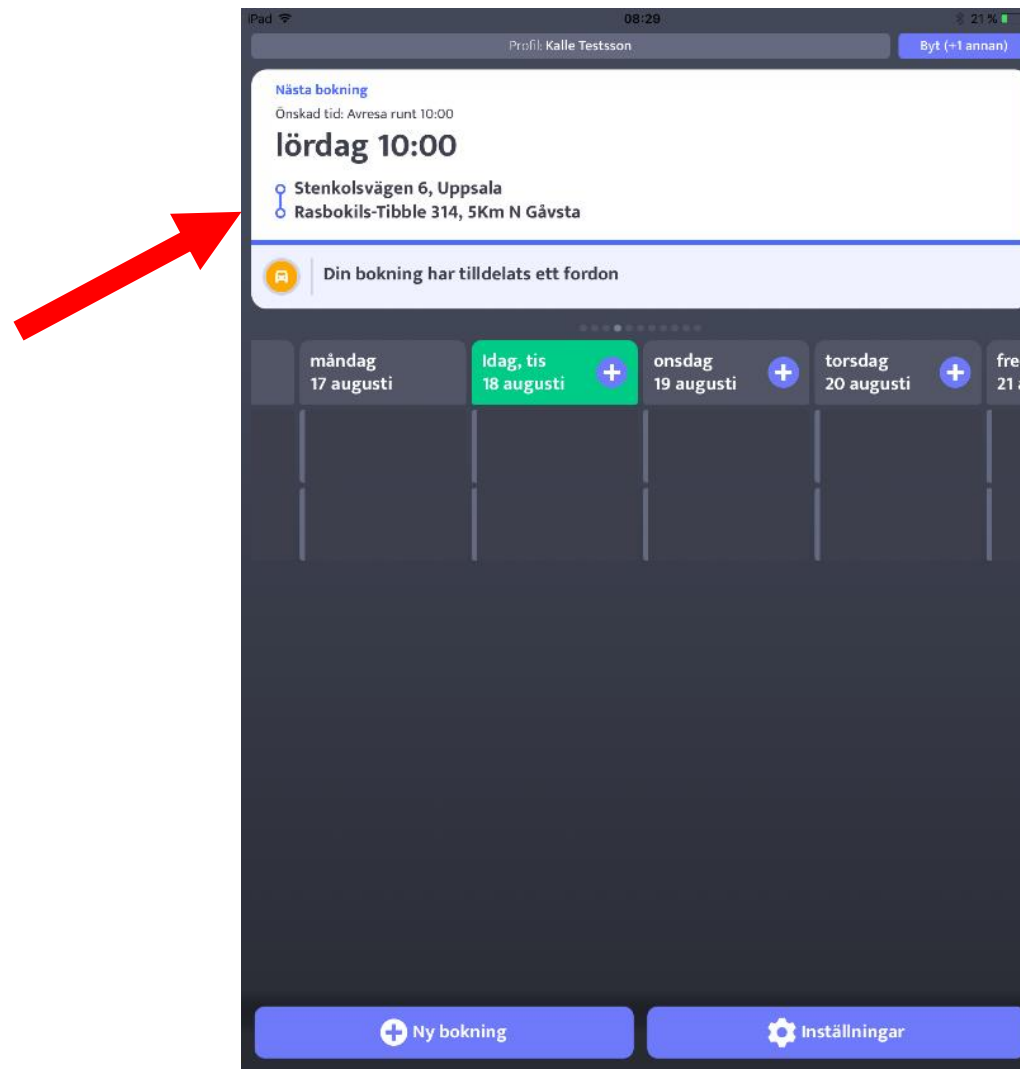 iPad 08:29 21 %
Profil: Kalle Testsson Byt (+1 annan)
Nästa bokning
Önskad tid: Avresa runt 10:00
lördag 10:00
Stenkolsvägen 6, Uppsala
Rasbokils-Tibble 314, 5Km N Gåvsta
Din bokning har tilldelats ett fordon
måndag
17 augusti
Idag, tis
18 augusti
onsdag
19 augusti
torsdag
20 augusti
fre
21
Ny bokning
Inställningar